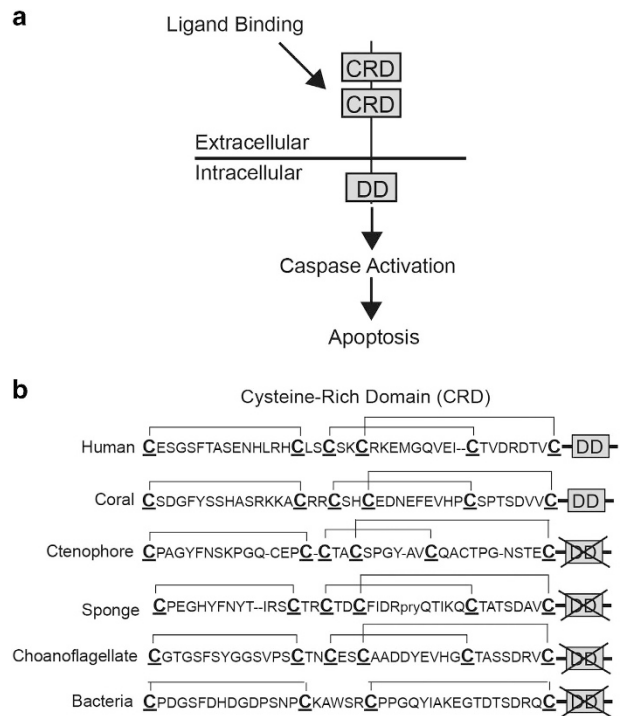 a
Ligand Binding
CRD
CRD
Extracellular
Intracellular
DD
Caspase Activation
Apoptosis
b
Cysteine-Rich Domain (CRD)
Human CESGSFTASENHLRHCLSCSKCRKEMGQVEI--CTVDRDTVC DD
Coral CSDGFYSSHASRKKACRRCSHCEDNEFEVHPCSPTSDVVC DD
Ctenophore CPAGYFNSKPGQ-CEPC-CTACSPGY-AVCQACTPG-NSTEC DD
Sponge CPEGHYFNYT--IRSCTRCTDCFIDRpryQTIKQCTATSDAVC DD
Choanoflagellate CGTGSFSYGGSVPSCTNCESCAADDYEVHGCTASSDRVC DD
Bacteria CPDGSFDHDGDPSNPCKAWSRCPPGQYIAKEGTDTSDRQC DD